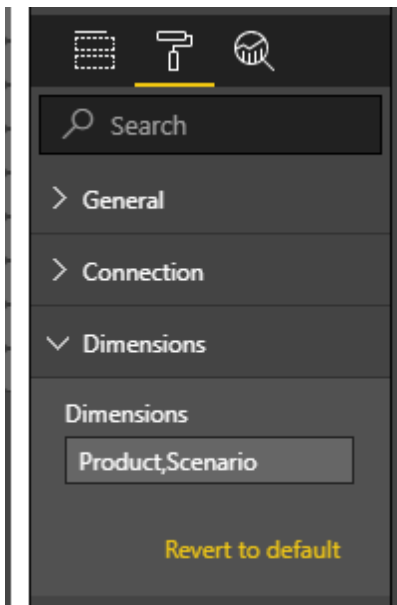 Search
General
Connection
Dimensions
Dimensions
Product,Scenario
Revert to default